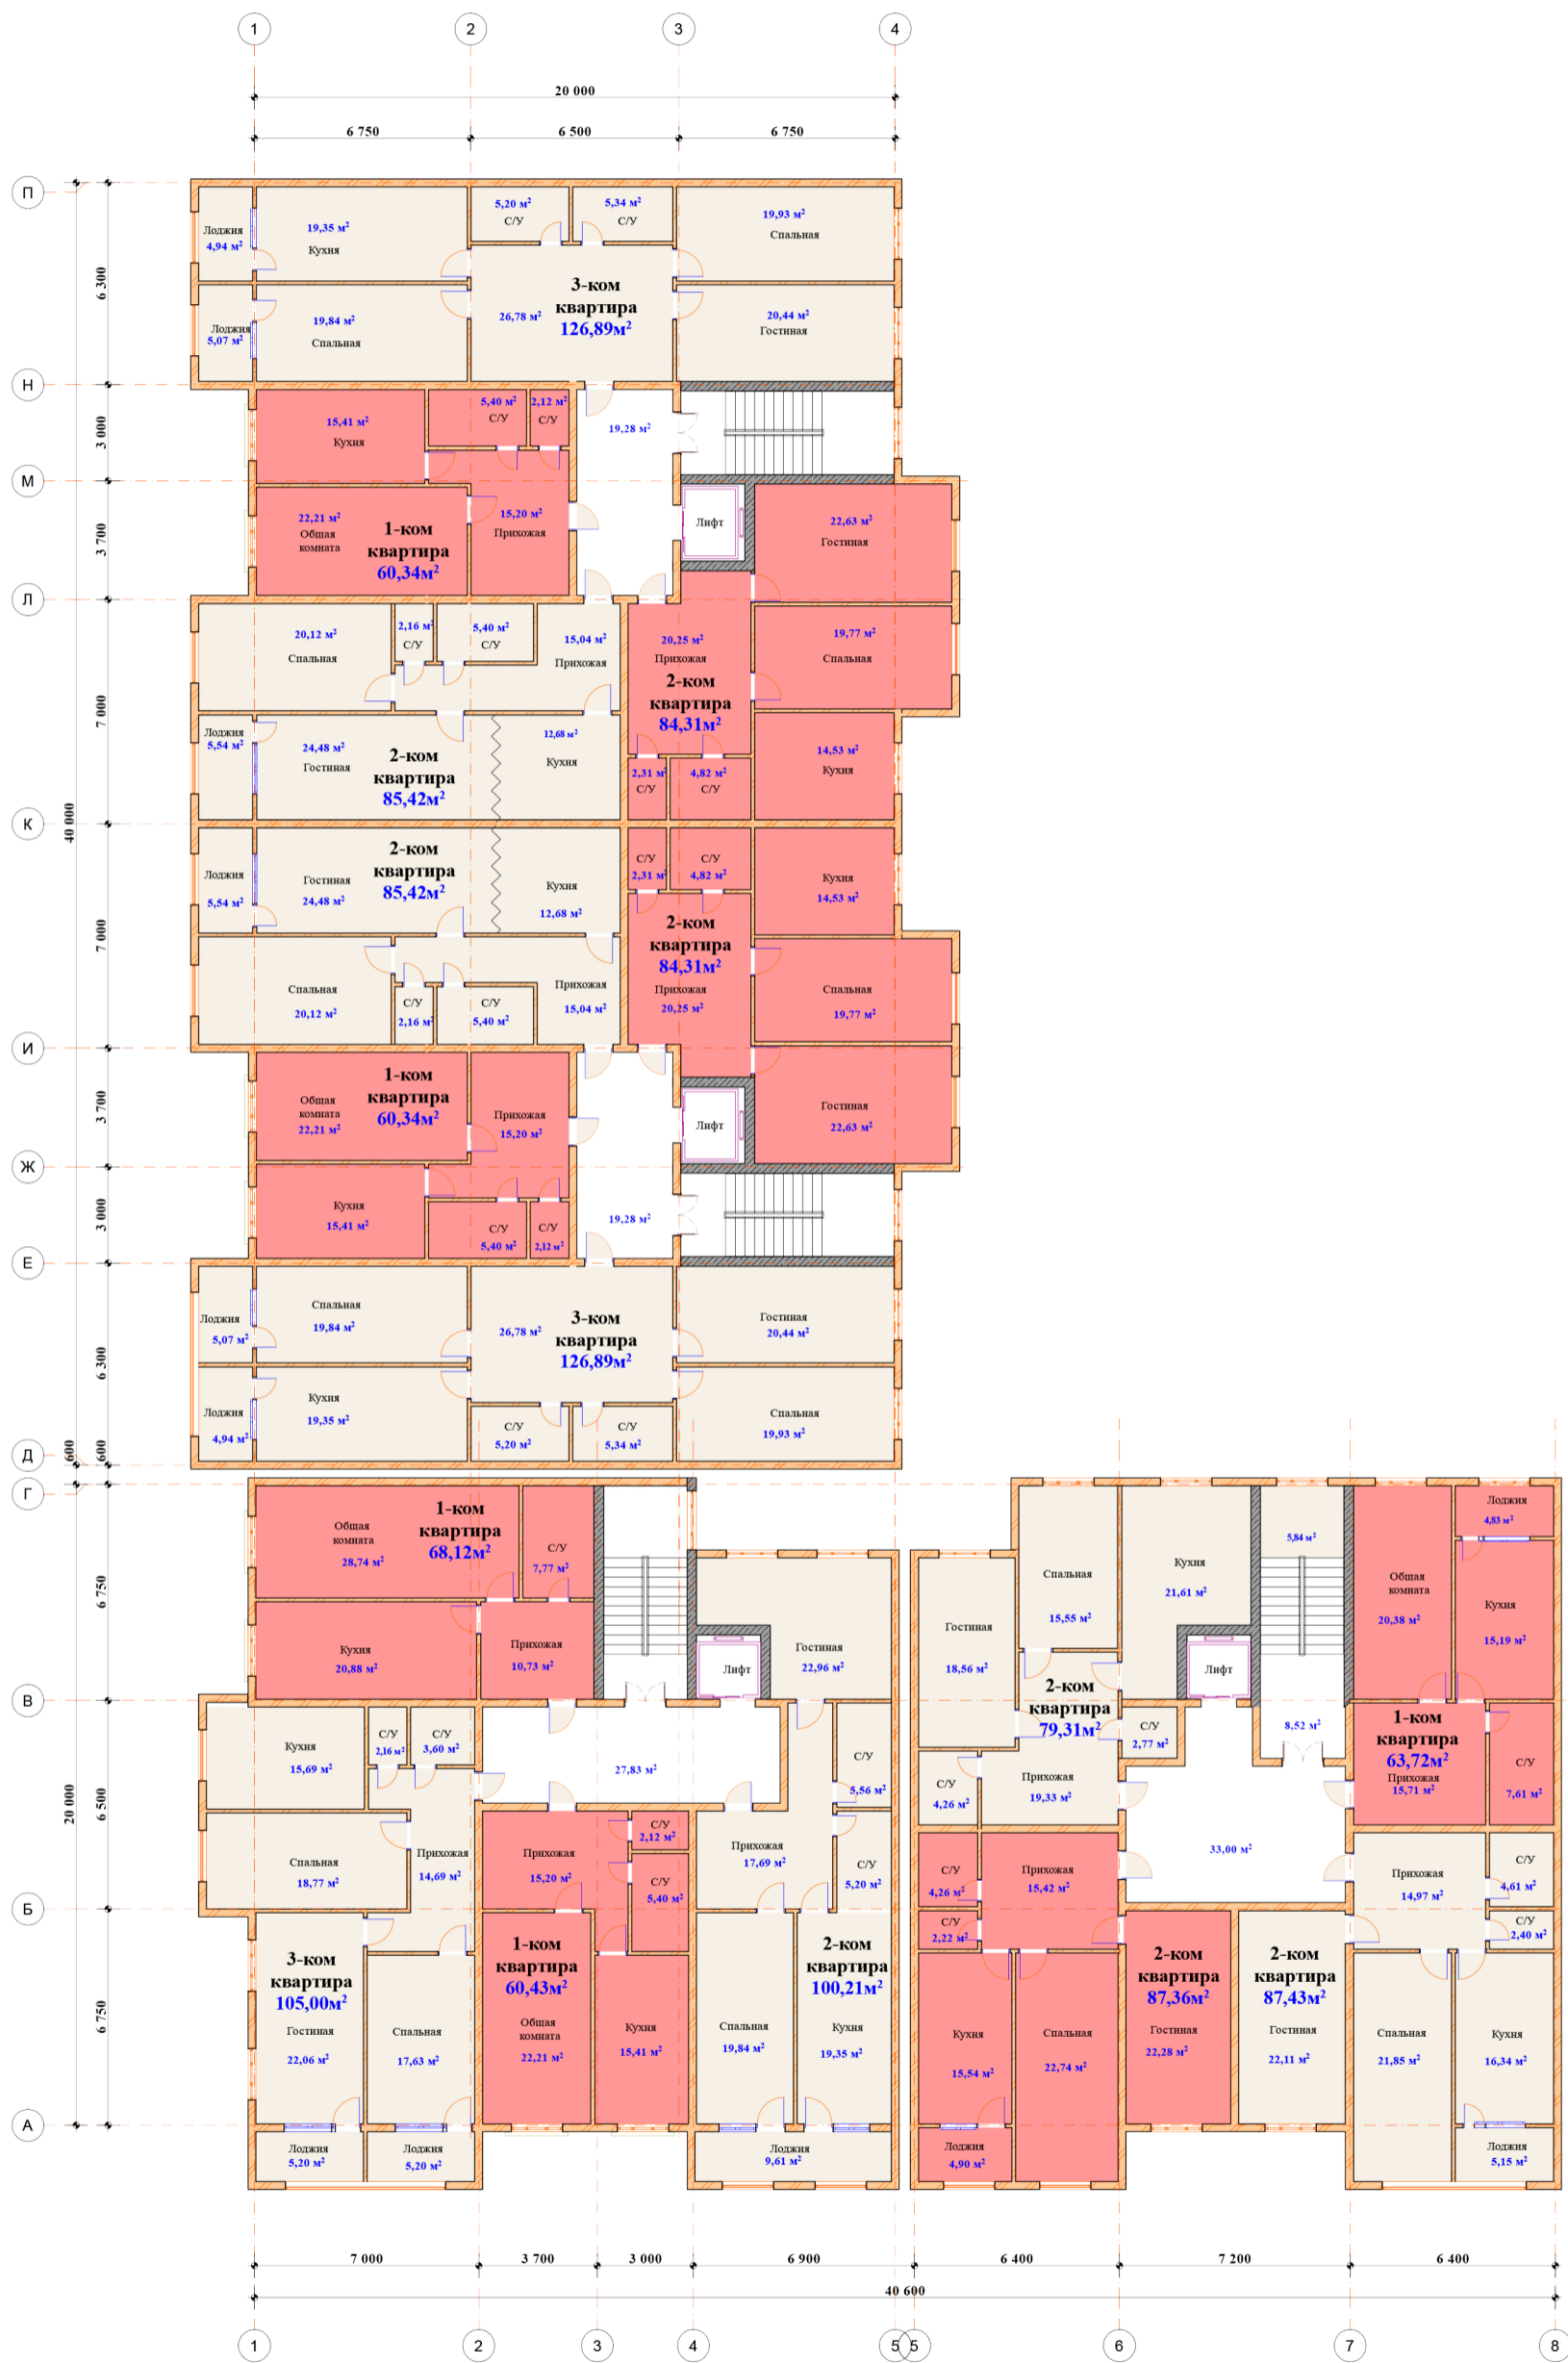 1
2
3
4
20 000
6 750
6 500
6 750
П
Н
М
Л
К
И
Ж
Е
Д
Г
В
Б
А
6 300
3 000
3 700
7 000
40 000
7 000
3 700
3 000
6 300
600
600
6 750
20 000
6 500
6 750
Лоджия
4,94 м²
19,35 м²
Кухня
5,20 м²
С/У
5,34 м²
С/У
19,93 м²
Спальная
Лоджия
5,07 м²
19,84 м²
Спальная
26,78 м²
3-ком
квартира
126,89м²
20,44 м²
Гостиная
15,41 м²
Кухня
5,40 м²
С/У
2,12 м²
С/У
19,28 м²
22,21 м²
Общая
комната
1-ком
квартира
60,34м²
15,20 м²
Прихожая
Лифт
22,63 м²
Гостиная
20,12 м²
Спальная
2,16 м²
С/У
5,40 м²
С/У
15,04 м²
Прихожая
20,25 м²
Прихожая
2-ком
квартира
84,31м²
19,77 м²
Спальная
Лоджия
5,54 м²
24,48 м²
Гостиная
2-ком
квартира
85,42м²
12,68 м²
Кухня
2,31 м²
С/У
4,82 м²
С/У
14,53 м²
Кухня
Лоджия
5,54 м²
Гостиная
24,48 м²
2-ком
квартира
85,42м²
Кухня
12,68 м²
С/У
2,31 м²
С/У
4,82 м²
Кухня
14,53 м²
2-ком
квартира
84,31м²
Прихожая
20,25 м²
Спальная
20,12 м²
С/У
2,16 м²
С/У
5,40 м²
Прихожая
15,04 м²
Спальная
19,77 м²
Общая
комната
22,21 м²
1-ком
квартира
60,34м²
Прихожая
15,20 м²
Лифт
Гостиная
22,63 м²
Кухня
15,41 м²
С/У
5,40 м²
С/У
2,12 м²
19,28 м²
Лоджия
5,07 м²
Спальная
19,84 м²
26,78 м²
3-ком
квартира
126,89м²
Гостиная
20,44 м²
Лоджия
4,94 м²
Кухня
19,35 м²
С/У
5,20 м²
С/У
5,34 м²
Спальная
19,93 м²
Общая
комната
28,74 м²
1-ком
квартира
68,12м²
С/У
7,77 м²
Кухня
20,88 м²
Прихожая
10,73 м²
Лифт
Гостиная
22,96 м²
Кухня
15,69 м²
С/У
2,16 м²
С/У
3,60 м²
27,83 м²
С/У
5,56 м²
Спальная
18,77 м²
Прихожая
14,69 м²
Прихожая
15,20 м²
С/У
2,12 м²
С/У
5,40 м²
Прихожая
17,69 м²
С/У
5,20 м²
3-ком
квартира
105,00м²
Гостиная
22,06 м²
Спальная
17,63 м²
1-ком
квартира
60,43м²
Общая
комната
22,21 м²
Кухня
15,41 м²
Спальная
19,84 м²
2-ком
квартира
100,21м²
Кухня
19,35 м²
Лоджия
5,20 м²
Лоджия
5,20 м²
Лоджия
9,61 м²
Гостиная
18,56 м²
Спальная
15,55 м²
Кухня
21,61 м²
5,84 м²
Общая
комната
20,38 м²
Лоджия
4,83 м²
Кухня
15,19 м²
Лифт
2-ком
квартира
79,31м²
С/У
2,77 м²
8,52 м²
1-ком
квартира
63,72м²
Прихожая
15,71 м²
С/У
7,61 м²
С/У
4,26 м²
Прихожая
19,33 м²
33,00 м²
С/У
4,26 м²
Прихожая
15,42 м²
Прихожая
14,97 м²
С/У
4,61 м²
С/У
2,22 м²
С/У
2,40 м²
2-ком
квартира
87,36м²
Гостиная
22,28 м²
2-ком
квартира
87,43м²
Гостиная
22,11 м²
Кухня
15,54 м²
Спальная
22,74 м²
Спальная
21,85 м²
Кухня
16,34 м²
Лоджия
4,90 м²
Лоджия
5,15 м²
7 000
3 700
3 000
6 900
6 400
7 200
6 400
40 600
1
2
3
4
5
5
6
7
8